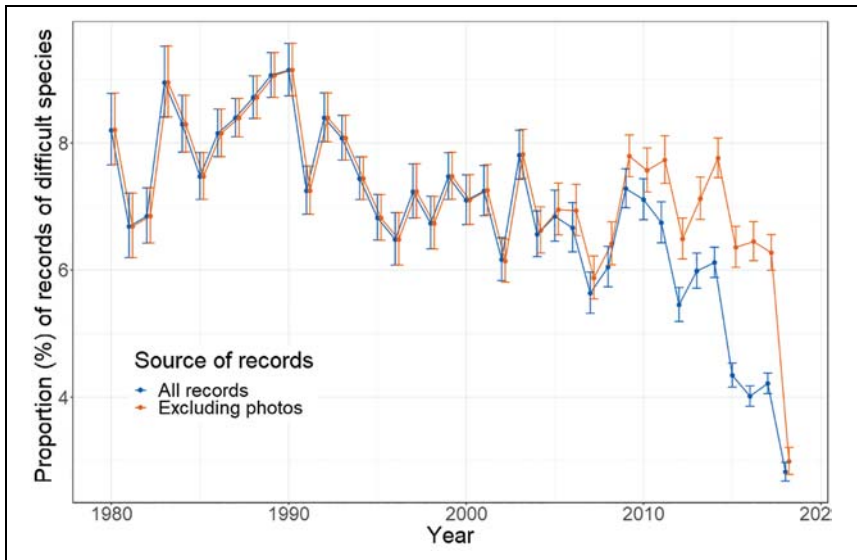 Proportion (%) of records of difficult species
8
6
4
Source of records
All records
Excluding photos
1980
1990
2000
2010
202
Year